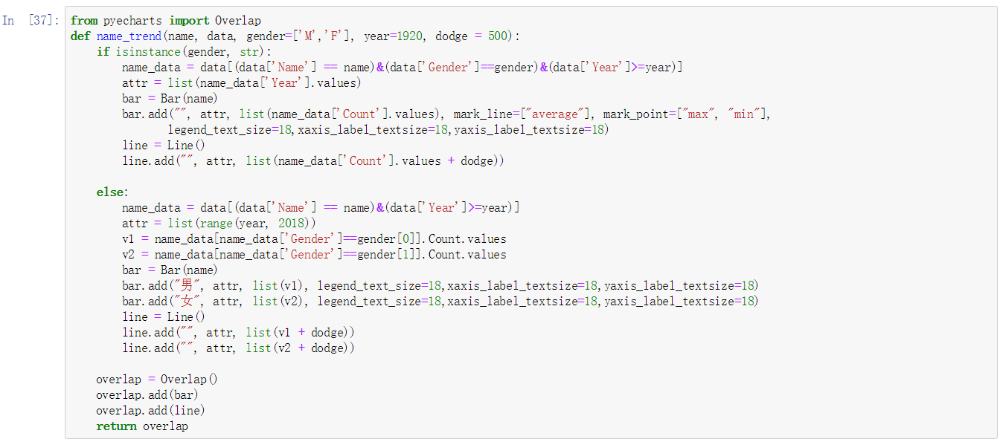 In [37]:
from pyecharts import Overlap
def name_trend(name, data, gender=['M','F'], year=1920, dodge = 500):
    if isinstance(gender, str):
        name_data = data[(data['Name'] == name)&(data['Gender']==gender)&(data['Year']>=year)]
        attr = list(name_data['Year'].values)
        bar = Bar(name)
        bar.add("", attr, list(name_data['Count'].values), mark_line=["average"], mark_point=["max", "min"],
               legend_text_size=18,xaxis_label_textsize=18,yaxis_label_textsize=18)
        line = Line()
        line.add("", attr, list(name_data['Count'].values + dodge))

    else:
        name_data = data[(data['Name'] == name)&(data['Year']>=year)]
        attr = list(range(year, 2018))
        v1 = name_data[name_data['Gender']==gender[0]].Count.values
        v2 = name_data[name_data['Gender']==gender[1]].Count.values
        bar = Bar(name)
        bar.add("男", attr, list(v1), legend_text_size=18,xaxis_label_textsize=18,yaxis_label_textsize=18)
        bar.add("女", attr, list(v2), legend_text_size=18,xaxis_label_textsize=18,yaxis_label_textsize=18)
        line = Line()
        line.add("", attr, list(v1 + dodge))
        line.add("", attr, list(v2 + dodge))

    overlap = Overlap()
    overlap.add(bar)
    overlap.add(line)
    return overlap